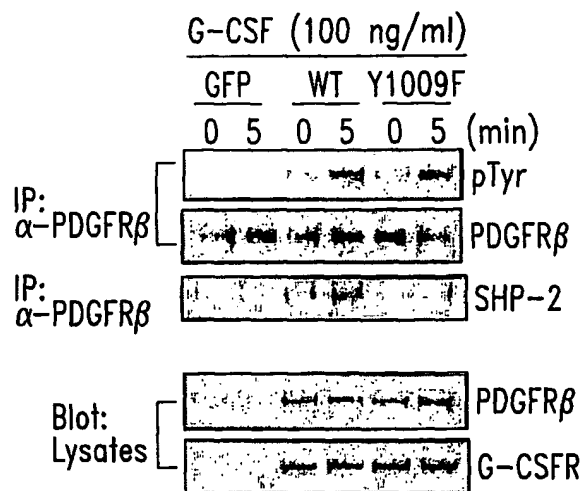 G-CSF (100 ng/ml)
GFP WT Y1009F
0 5 0 5 0 5 (min)
IP:
α-PDGFRβ
pTyr
PDGFRβ
IP:
α-PDGFRβ
SHP-2
Blot:
Lysates
PDGFRβ
G-CSFR